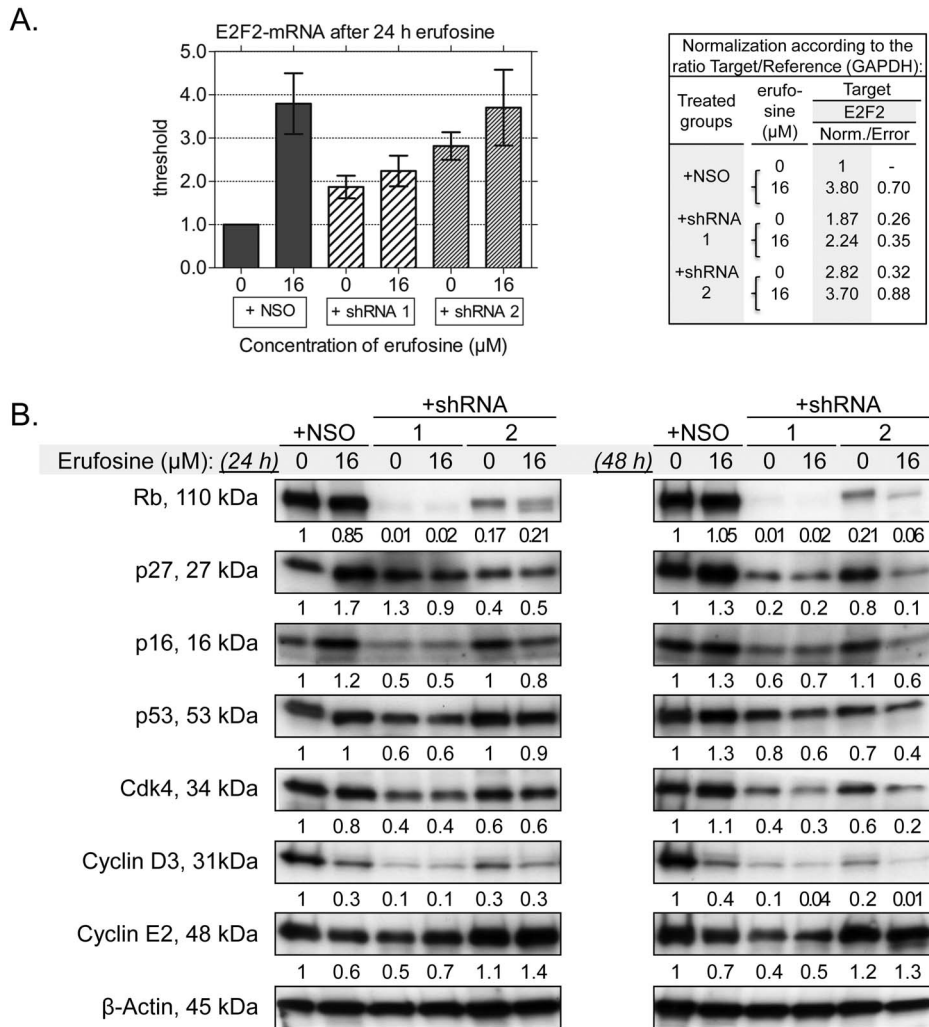 A.
E2F2-mRNA after 24 h erufosine
5.0
4.0
3.0
2.0
1.0
0.0
threshold
0 16 0 16 0 16
+ NSO + shRNA 1 + shRNA 2
Concentration of erufosine (µM)
Normalization according to the
ratio Target/Reference (GAPDH):
Treated groups erufo-sine (µM) Target
E2F2
Norm./Error
+NSO 0 1 -
16 3.80 0.70
+shRNA 1 0 1.87 0.26
16 2.24 0.35
+shRNA 2 0 2.82 0.32
16 3.70 0.88
B.
+shRNA +shRNA
+NSO 1 2 +NSO 1 2
Erufosine (µM): (24 h) 0 16 0 16 0 16 (48 h) 0 16 0 16 0 16
Rb, 110 kDa
1 0.85 0.01 0.02 0.17 0.21 1 1.05 0.01 0.02 0.21 0.06
p27, 27 kDa
1 1.7 1.3 0.9 0.4 0.5 1 1.3 0.2 0.2 0.8 0.1
p16, 16 kDa
1 1.2 0.5 0.5 1 0.8 1 1.3 0.6 0.7 1.1 0.6
p53, 53 kDa
1 1 0.6 0.6 1 0.9 1 1.3 0.8 0.6 0.7 0.4
Cdk4, 34 kDa
1 0.8 0.4 0.4 0.6 0.6 1 1.1 0.4 0.3 0.6 0.2
Cyclin D3, 31kDa
1 0.3 0.1 0.1 0.3 0.3 1 0.4 0.1 0.04 0.2 0.01
Cyclin E2, 48 kDa
1 0.6 0.5 0.7 1.1 1.4 1 0.7 0.4 0.5 1.2 1.3
β-Actin, 45 kDa